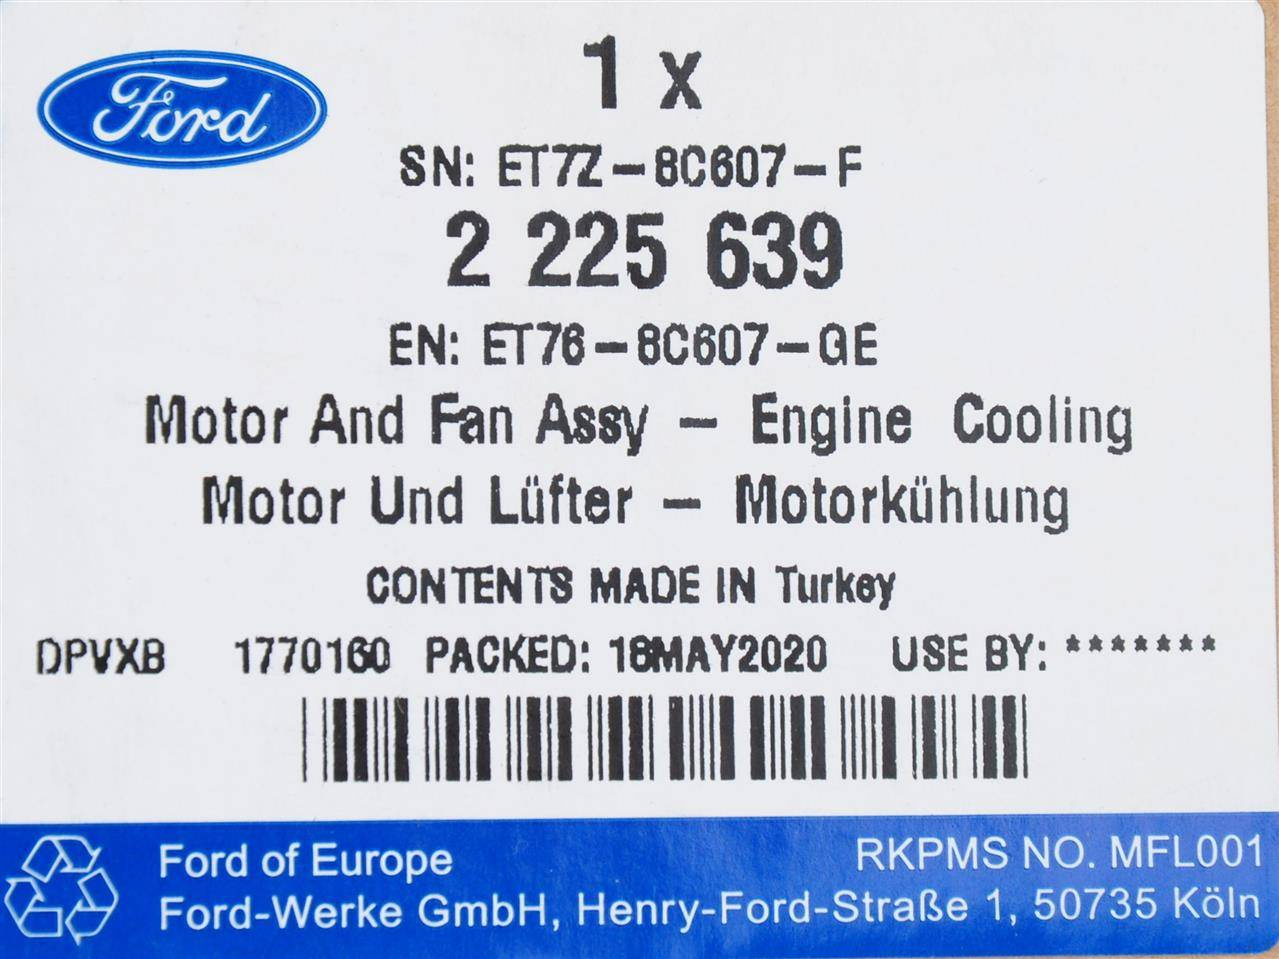 Ford
1 x
SN: ET7Z-8C607-F
2 225 639
EN: ET76-8C607-GE
Motor And Fan Assy - Engine Cooling
Motor Und Lüfter - Motorkühlung
CONTENTS MADE IN Turkey
DPVXB 1770160 PACKED: 18MAY2020 USE BY: *******
Ford of Europe RKPMS NO. MFL001
Ford-Werke GmbH, Henry-Ford-Straße 1, 50735 Köln